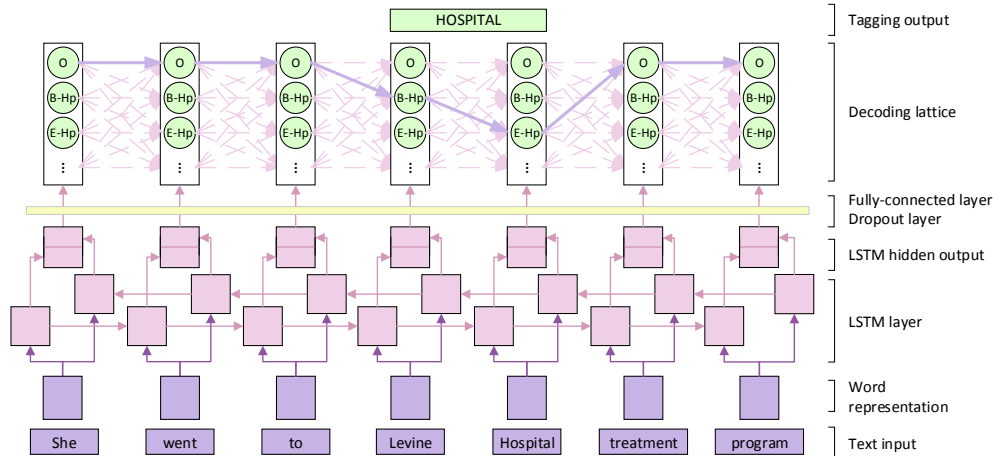 HOSPITAL
Tagging output
O O O O O O O
B-Hp B-Hp B-Hp B-Hp B-Hp B-Hp B-Hp
E-Hp E-Hp E-Hp E-Hp E-Hp E-Hp E-Hp
... ... ... ... ... ... ...
Decoding lattice
Fully-connected layer
Dropout layer
LSTM hidden output
LSTM layer
Word
representation
She went to Levine Hospital treatment program
Text input